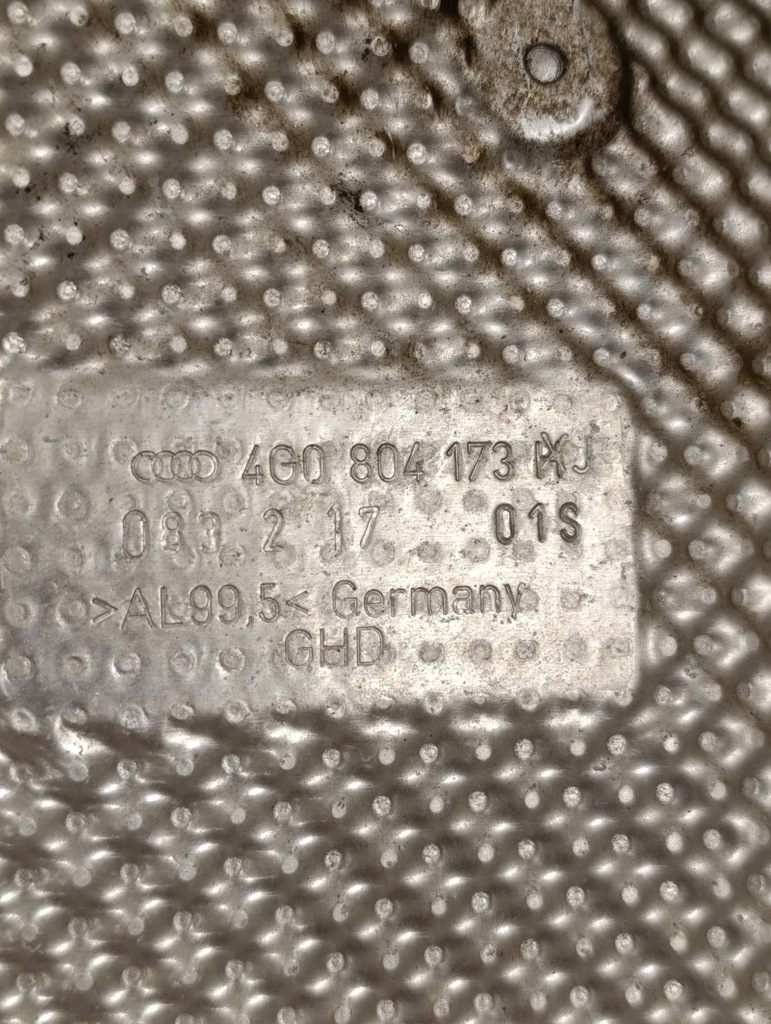 4G0 804 173 J
083 2 17 01S
>AL99,5< Germany
GHD